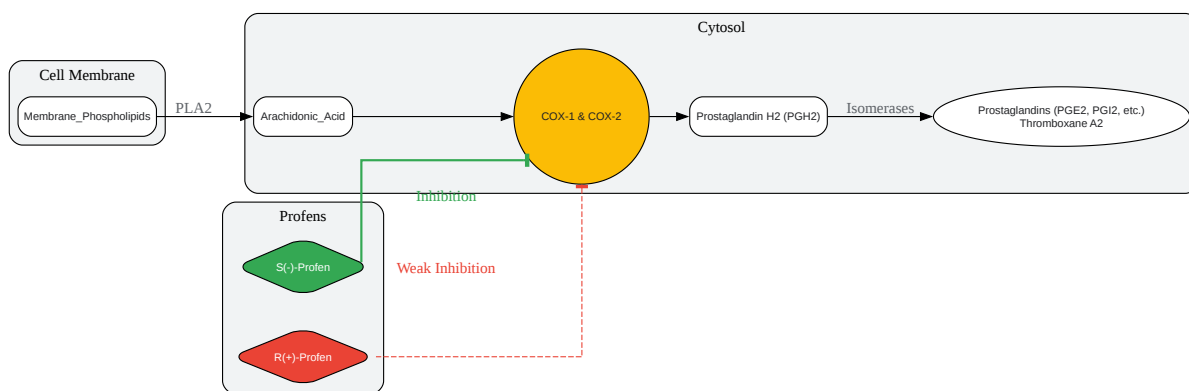 Cytosol
Cell Membrane
Membrane_Phospholipids
PLA2
Arachidonic_Acid
COX-1 & COX-2
Prostaglandin H2 (PGH2)
Isomerases
Prostaglandins (PGE2, PGI2, etc.)
Thromboxane A2
Inhibition
Profens
S(-)-Profen
Weak Inhibition
R(+)-Profen